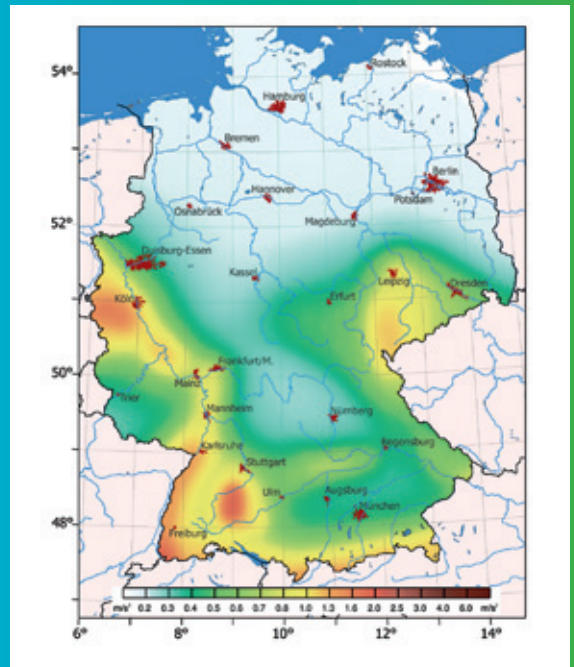 54°
Rostock
Hamburg
Bremen
Berlin
Hannover
Potsdam
Osnabrück
Magdeburg
52°
Duisburg-Essen
Kassel
Leipzig
Dresden
Köln
Erfurt
50°
Frankfurt/M.
Mainz
Trier
Mannheim
Nürnberg
Karlsruhe
Regensburg
Stuttgart
Ulm
Augsburg
München
48°
Freiburg
m/s² 0.2 0.3 0.4 0.5 0.7 0.8 1.0 1.3 1.6 2.0 2.5 3.0 4.0 6.0 m/s²
6° 8° 10° 12° 14°